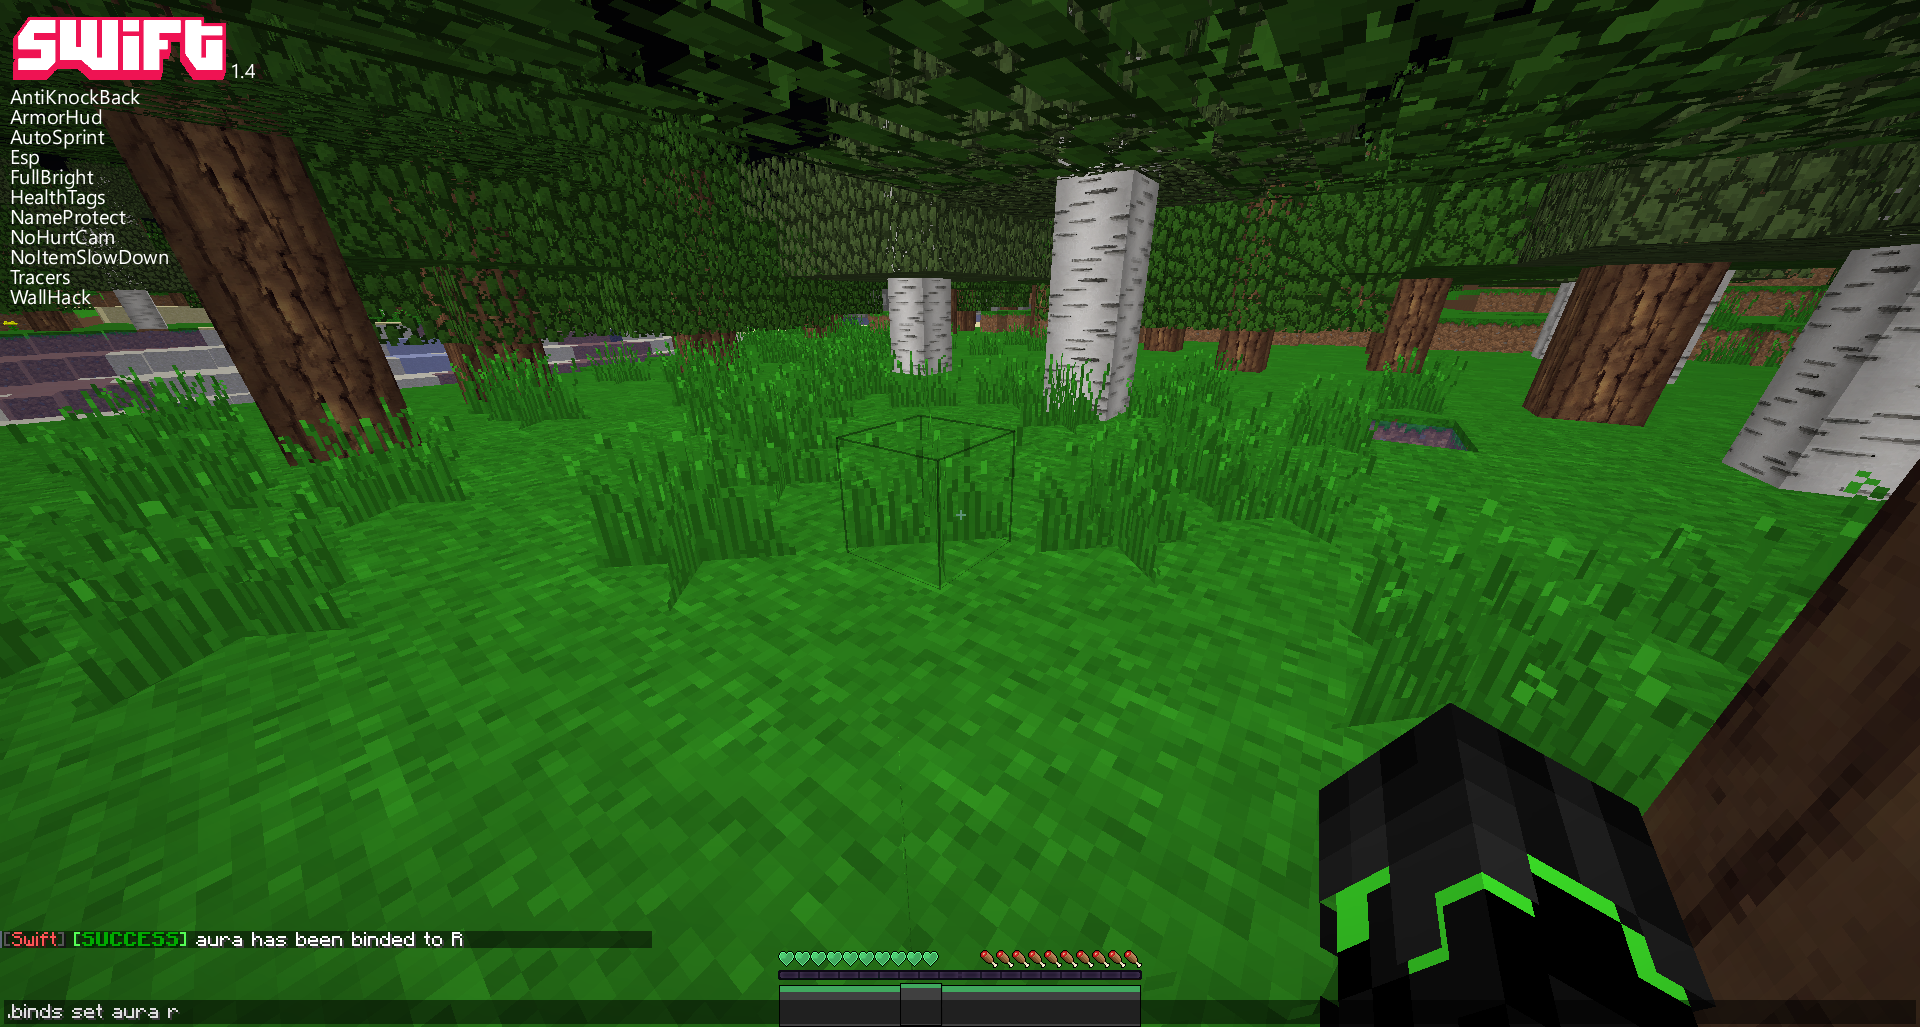 Swift 1.4
AntiKnockBack
ArmorHud
AutoSprint
Esp
FullBright
HealthTags
NameProtect
NoHurtCam
NoItemSlowDown
Tracers
WallHack
[Swift] [SUCCESS] aura has been binded to R
.binds set aura r